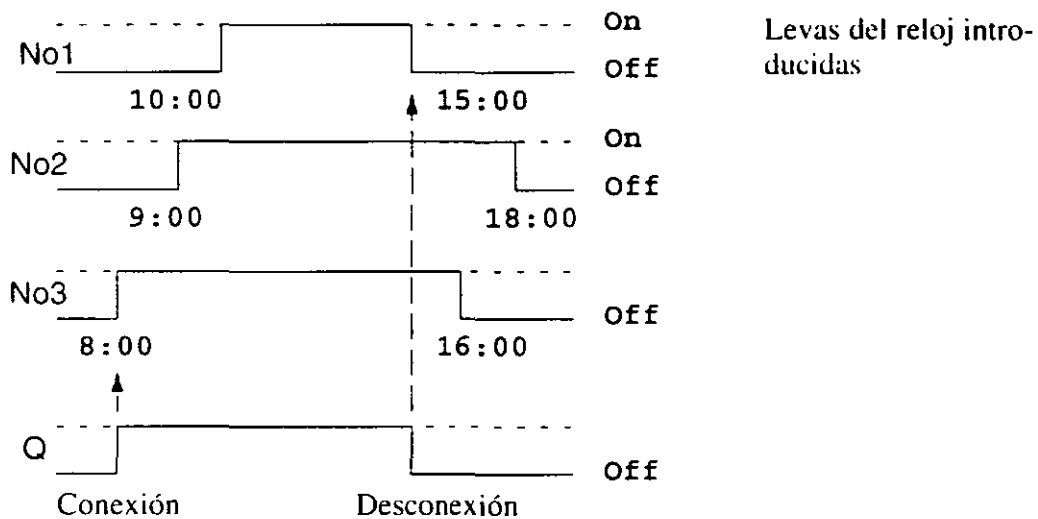 On
Levas del reloj intro-
No1
Off
ducidas
10:00 15:00
On
No2
Off
9:00 18:00
No3
Off
8:00 16:00
Q
Off
Conexión Desconexión